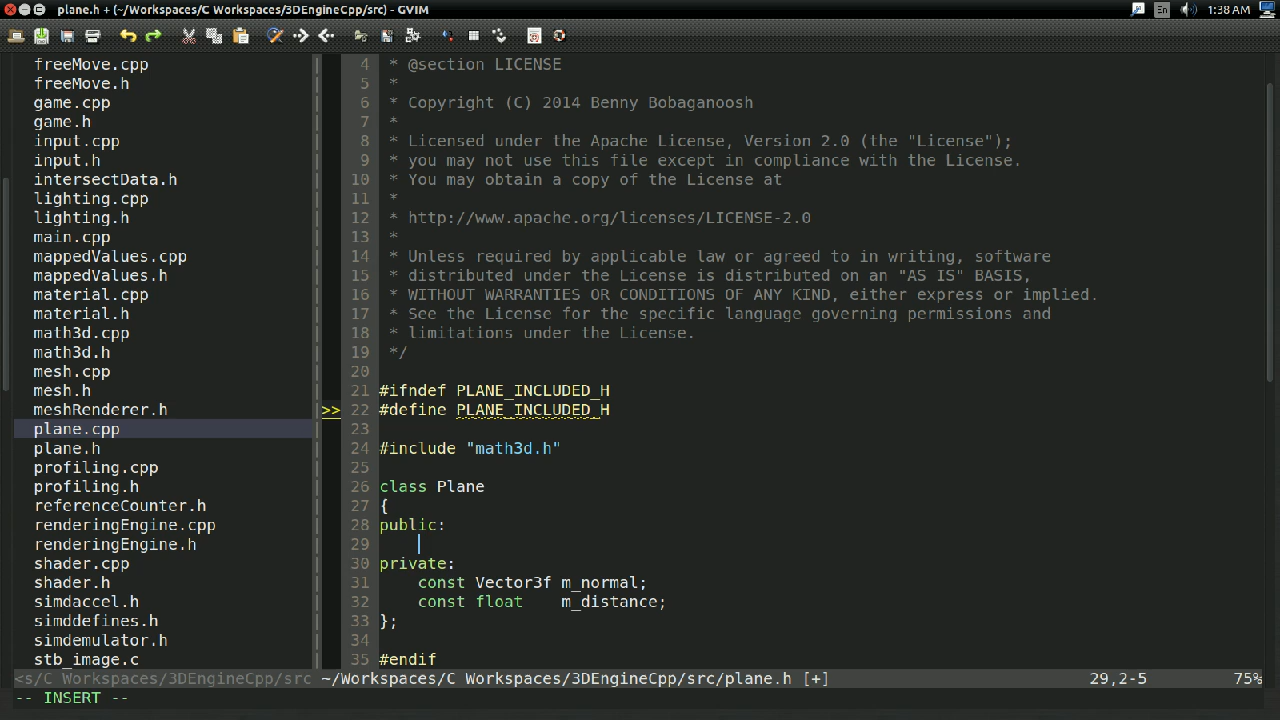 plane.h + (~/Workspaces/C Workspaces/3DEngineCpp/src) - GVIM
En
1:38 AM
freeMove.cpp
freeMove.h
game.cpp
game.h
input.cpp
input.h
intersectData.h
lighting.cpp
lighting.h
main.cpp
mappedValues.cpp
mappedValues.h
material.cpp
material.h
math3d.cpp
math3d.h
mesh.cpp
mesh.h
meshRenderer.h
plane.cpp
plane.h
profiling.cpp
profiling.h
referenceCounter.h
renderingEngine.cpp
renderingEngine.h
shader.cpp
shader.h
simdaccel.h
simddefines.h
simdemulator.h
stb_image.c
4 * @section LICENSE
5 *
6 * Copyright (C) 2014 Benny Bobaganoosh
7 *
8 * Licensed under the Apache License, Version 2.0 (the "License");
9 * you may not use this file except in compliance with the License.
10 * You may obtain a copy of the License at
11 *
12 * http://www.apache.org/licenses/LICENSE-2.0
13 *
14 * Unless required by applicable law or agreed to in writing, software
15 * distributed under the License is distributed on an "AS IS" BASIS,
16 * WITHOUT WARRANTIES OR CONDITIONS OF ANY KIND, either express or implied.
17 * See the License for the specific language governing permissions and
18 * limitations under the License.
19 */
20
21 #ifndef PLANE_INCLUDED_H
>> 22 #define PLANE_INCLUDED_H
23
24 #include "math3d.h"
25
26 class Plane
27 {
28 public:
29
30 private:
31 const Vector3f m_normal;
32 const float m_distance;
33 };
34
35 #endif
<s/C Workspaces/3DEngineCpp/src ~/Workspaces/C Workspaces/3DEngineCpp/src/plane.h [+] 29,2-5 75%
-- INSERT --